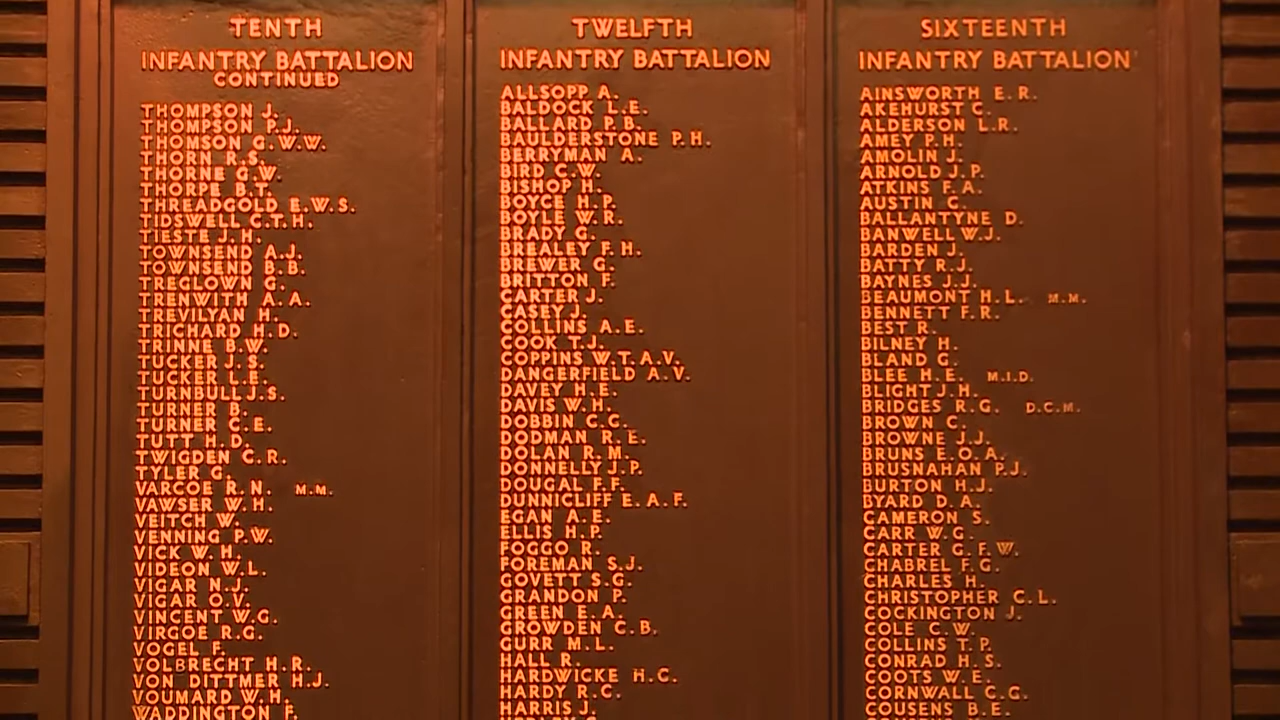 TENTH
INFANTRY BATTALION
CONTINUED
THOMPSON J.
THOMPSON P.J.
THOMSON G.W.W.
THORN R.S.
THORNE G.W.
THORPE B.T.
THREADGOLD E.W.S.
TIDSWELL C.T.H.
TIESTE J.H.
TOWNSEND A.J.
TOWNSEND B.B.
TREGLOWN G.
TRENWITH A.A.
TREVILYAN H.
TRICHARD H.D.
TRINNE B.W.
TUCKER J.S.
TUCKER L.E.
TURNBULL J.S.
TURNER B.
TURNER C.E.
TUTT H.D.
TWIGDEN C.R.
TYLER G.
VARCOE R.N. M.M.
VAWSER W.H.
VEITCH W.
VENNING P.W.
VICK W.H.
VIDEON W.L.
VIGAR N.J.
VIGAR O.V.
VINCENT W.G.
VIRGOE R.G.
VOGEL F.
VOLBRECHT H.R.
VON DITTMER H.J.
VOUMARD W.H.
WADDINGTON F.
TWELFTH
INFANTRY BATTALION
ALLSOPP A.
BALDOCK L.E.
BALLARD P.B.
BAULDERSTONE P.H.
BERRYMAN A.
BIRD C.W.
BISHOP H.
BOYCE H.P.
BOYLE W.R.
BRADY G.
BREALEY F.H.
BREWER G.
BRITTON F.
CARTER J.
CASEY J.
COLLINS A.E.
COOK T.J.
COPPINS W.T.A.V.
DANGERFIELD A.V.
DAVEY H.E.
DAVIS W.H.
DOBBIN C.G.
DODMAN R.E.
DOLAN R.M.
DONNELLY J.P.
DOUGAL F.F.
DUNNICLIFF E.A.F.
EGAN A.E.
ELLIS H.P.
FOGGO R.
FOREMAN S.J.
GOVETT S.G.
GRANDON P.
GREEN E.A.
GROWDEN C.B.
GURR M.L.
HALL R.
HARDWICKE H.C.
HARDY R.C.
HARRIS J.
SIXTEENTH
INFANTRY BATTALION
AINSWORTH E.R.
AKEHURST C.
ALDERSON L.R.
AMEY P.H.
AMOLIN J.
ARNOLD J.P.
ATKINS F.A.
AUSTIN C.
BALLANTYNE D.
BANWELL W.J.
BARDEN J.
BATTY R.J.
BAYNES J.J.
BEAUMONT H.L. M.M.
BENNETT F.R.
BEST R.
BILNEY H.
BLAND G.
BLEE H.E. M.I.D.
BLIGHT J.H.
BRIDGES R.G. D.C.M.
BROWN C.
BROWNE J.J.
BRUNS E.O.A.
BRUSNAHAN P.J.
BURTON H.J.
BYARD D.A.
CAMERON S.
CARR W.G.
CARTER G.F.W.
CHABREL F.G.
CHARLES H.
CHRISTOPHER C.L.
COCKINGTON J.
COLE C.W.
COLLINS T.P.
CONRAD H.S.
COOTS W.E.
CORNWALL C.G.
COUSENS B.E.